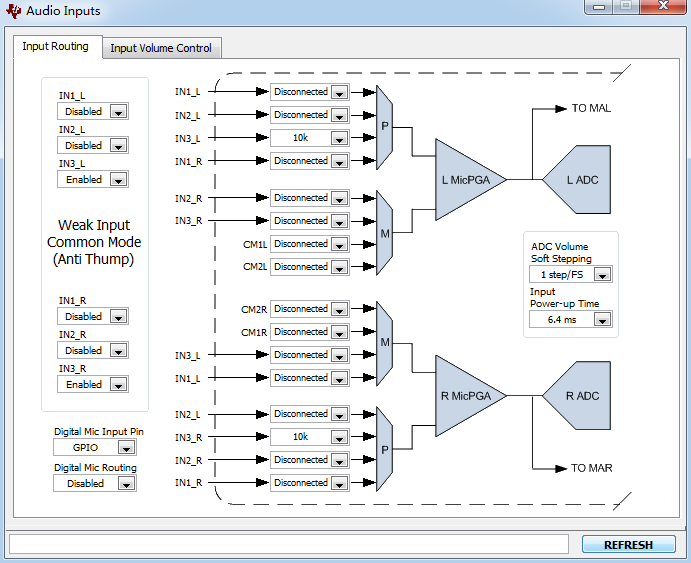 Audio Inputs
Input Routing
Input Volume Control
IN1_L
Disabled
IN2_L
Disabled
IN3_L
Enabled
Weak Input
Common Mode
(Anti Thump)
IN1_R
Disabled
IN2_R
Disabled
IN3_R
Enabled
Digital Mic Input Pin
GPIO
Digital Mic Routing
Disabled
IN1_L Disconnected
IN2_L Disconnected
IN3_L 10k
IN1_R Disconnected
P
IN2_R Disconnected
IN3_R Disconnected
CM1L Disconnected
CM2L Disconnected
M
L MicPGA
TO MAL
L ADC
ADC Volume
Soft Stepping
1 step/FS
Input
Power-up Time
6.4 ms
CM2R Disconnected
CM1R Disconnected
IN3_L Disconnected
IN1_L Disconnected
M
IN2_L Disconnected
IN3_R 10k
IN2_R Disconnected
IN1_R Disconnected
P
R MicPGA
R ADC
TO MAR
REFRESH